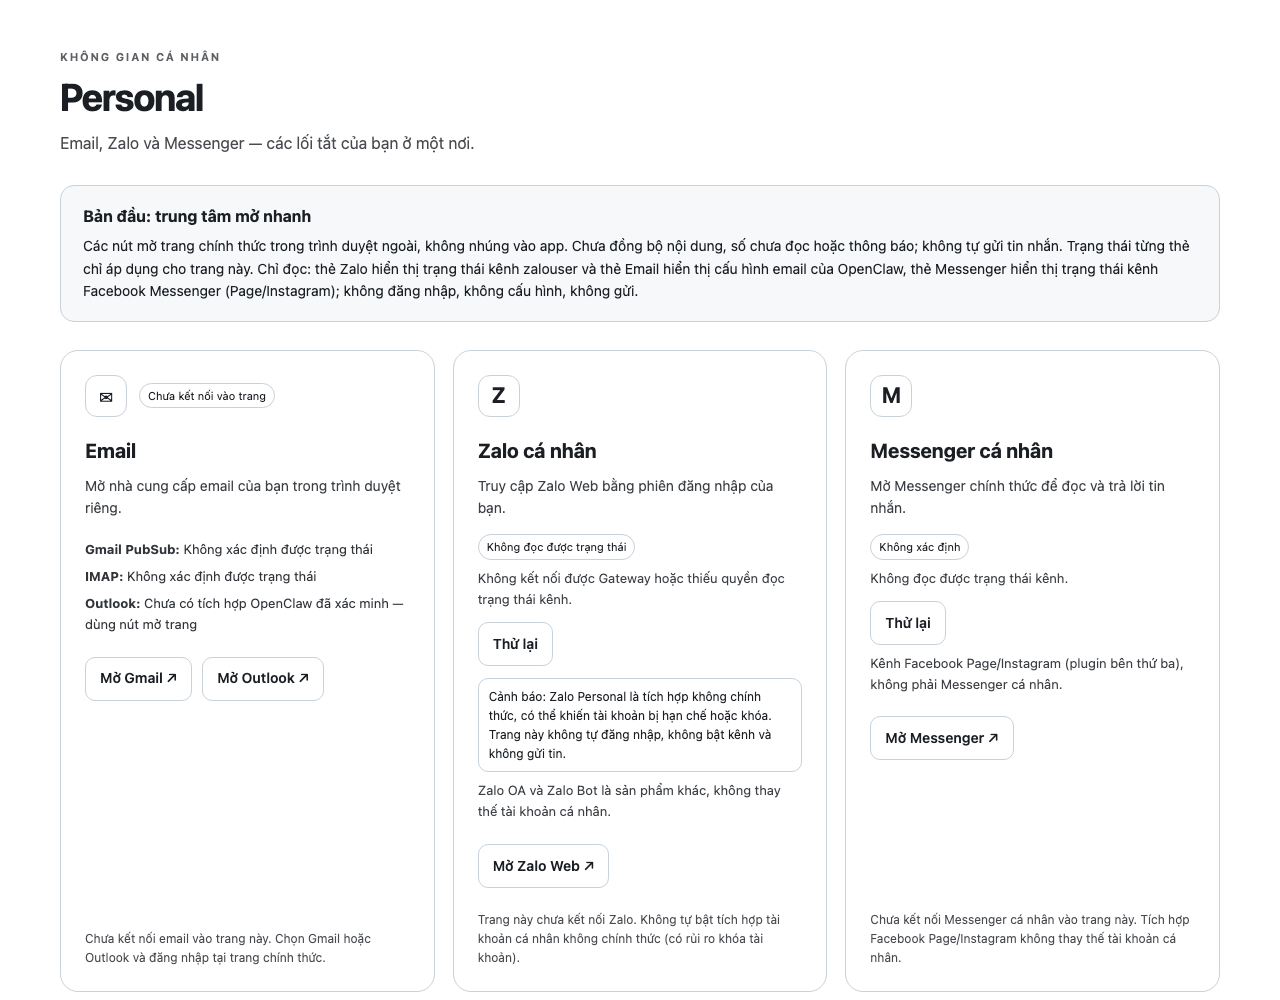 KHÔNG GIAN CÁ NHÂN
Personal
Email, Zalo và Messenger — các lối tắt của bạn ở một nơi.
Bản đầu: trung tâm mở nhanh
Các nút mở trang chính thức trong trình duyệt ngoài, không nhúng vào app. Chưa đồng bộ nội dung, số chưa đọc hoặc thông báo; không tự gửi tin nhắn. Trạng thái từng thẻ
chỉ áp dụng cho trang này. Chỉ đọc: thẻ Zalo hiển thị trạng thái kênh zalouser và thẻ Email hiển thị cấu hình email của OpenClaw, thẻ Messenger hiển thị trạng thái kênh
Facebook Messenger (Page/Instagram); không đăng nhập, không cấu hình, không gửi.
✉ Chưa kết nối vào trang
Email
Mở nhà cung cấp email của bạn trong trình duyệt
riêng.
Gmail PubSub: Không xác định được trạng thái
IMAP: Không xác định được trạng thái
Outlook: Chưa có tích hợp OpenClaw đã xác minh —
dùng nút mở trang
Mở Gmail ↗ Mở Outlook ↗
Chưa kết nối email vào trang này. Chọn Gmail hoặc
Outlook và đăng nhập tại trang chính thức.
Z
Zalo cá nhân
Truy cập Zalo Web bằng phiên đăng nhập của
bạn.
Không đọc được trạng thái
Không kết nối được Gateway hoặc thiếu quyền đọc
trạng thái kênh.
Thử lại
Cảnh báo: Zalo Personal là tích hợp không chính
thức, có thể khiến tài khoản bị hạn chế hoặc khóa.
Trang này không tự đăng nhập, không bật kênh và
không gửi tin.
Zalo OA và Zalo Bot là sản phẩm khác, không thay
thế tài khoản cá nhân.
Mở Zalo Web ↗
Trang này chưa kết nối Zalo. Không tự bật tích hợp tài
khoản cá nhân không chính thức (có rủi ro khóa tài
khoản).
M
Messenger cá nhân
Mở Messenger chính thức để đọc và trả lời tin
nhắn.
Không xác định
Không đọc được trạng thái kênh.
Thử lại
Kênh Facebook Page/Instagram (plugin bên thứ ba),
không phải Messenger cá nhân.
Mở Messenger ↗
Chưa kết nối Messenger cá nhân vào trang này. Tích hợp
Facebook Page/Instagram không thay thế tài khoản cá
nhân.